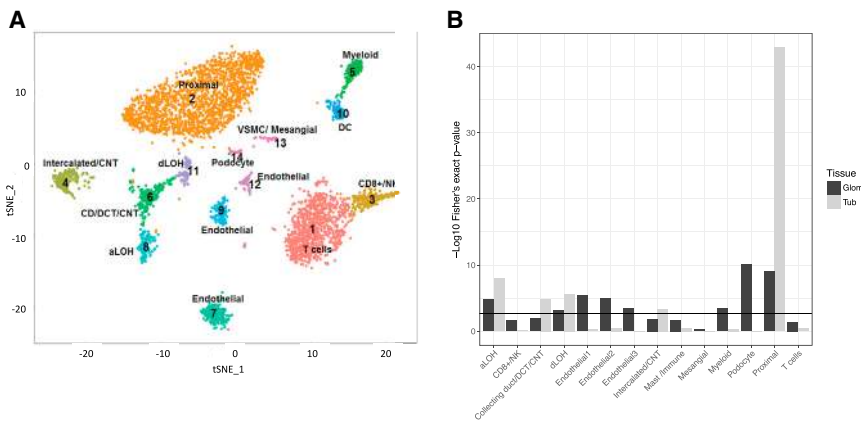 A
B
Myeloid
5
Proximal
2
10
DC
VSMC/ Mesangial
13
14
Podocyte
dLOH
11
Intercalated/CNT
4
Endothelial
12
CD8+/NI
3
6
CD/DCT/CNT
9
Endothelial
1
T cells
8
aLOH
Endothelial
7
10
0
-10
-20
tSNE_2
-20
-10
0
10
20
tSNE_1
−Log10 Fisher's exact p−value
40
30
20
10
0
aLOH
CD8+/NK
Collecting duct/DCT/CNT
dLOH
Endothelial1
Endothelial2
Endothelial3
Intercalated/CNT
Mast /Immune
Mesangial
Myeloid
Podocyte
Proximal
T cells
Tissue
Glom
Tub